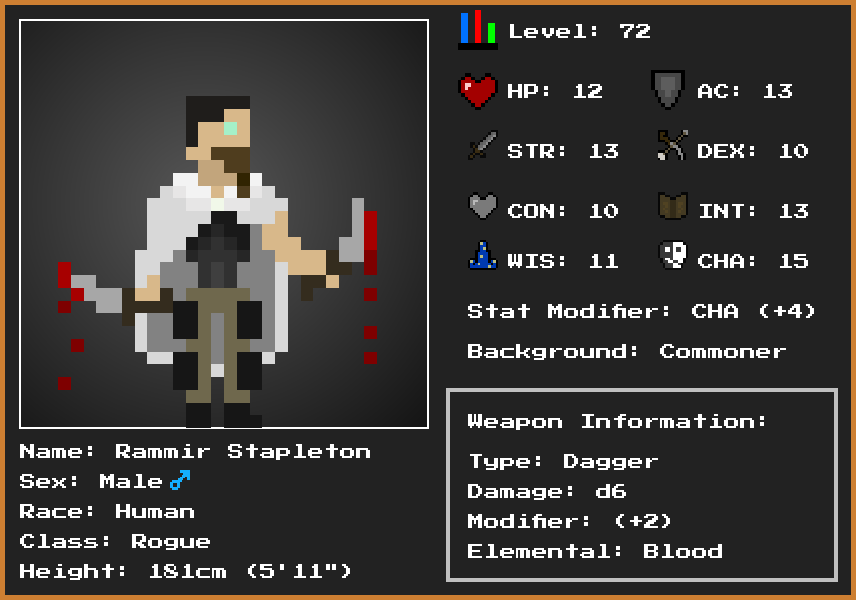 Level: 72
HP: 12 AC: 13
STR: 13 DEX: 10
CON: 10 INT: 13
WIS: 11 CHA: 15
Stat Modifier: CHA (+4)
Background: Commoner
Weapon Information:
Type: Dagger
Damage: d6
Modifier: (+2)
Elemental: Blood
Name: Rammir Stapleton
Sex: Male ♂
Race: Human
Class: Rogue
Height: 181cm (5'11")